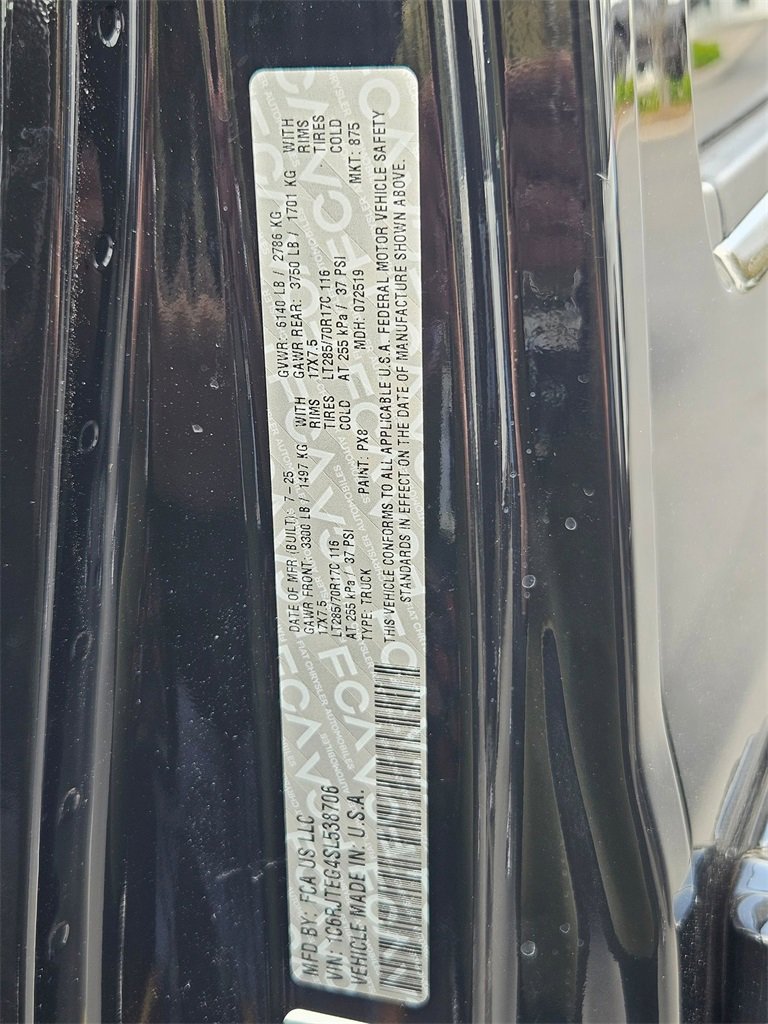 MFD BY: FCA US LLC
DATE OF MFR (BUILT): 7-25
GVWR: 6140 LB / 2786 KG
VIN: 1C6RJTEG4SL538706
GAWR FRONT: 3300 LB / 1497 KG WITH
GAWR REAR: 3750 LB / 1701 KG WITH
VEHICLE MADE IN: U.S.A.
17X7.5 RIMS
17X7.5 RIMS
LT285/70R17C 116 TIRES
LT285/70R17C 116 TIRES
AT 255 kPa / 37 PSI COLD
AT 255 kPa / 37 PSI COLD
TYPE: TRUCK PAINT: PX8 MDH: 072519 MKT: 875
THIS VEHICLE CONFORMS TO ALL APPLICABLE U.S.A. FEDERAL MOTOR VEHICLE SAFETY
STANDARDS IN EFFECT ON THE DATE OF MANUFACTURE SHOWN ABOVE.